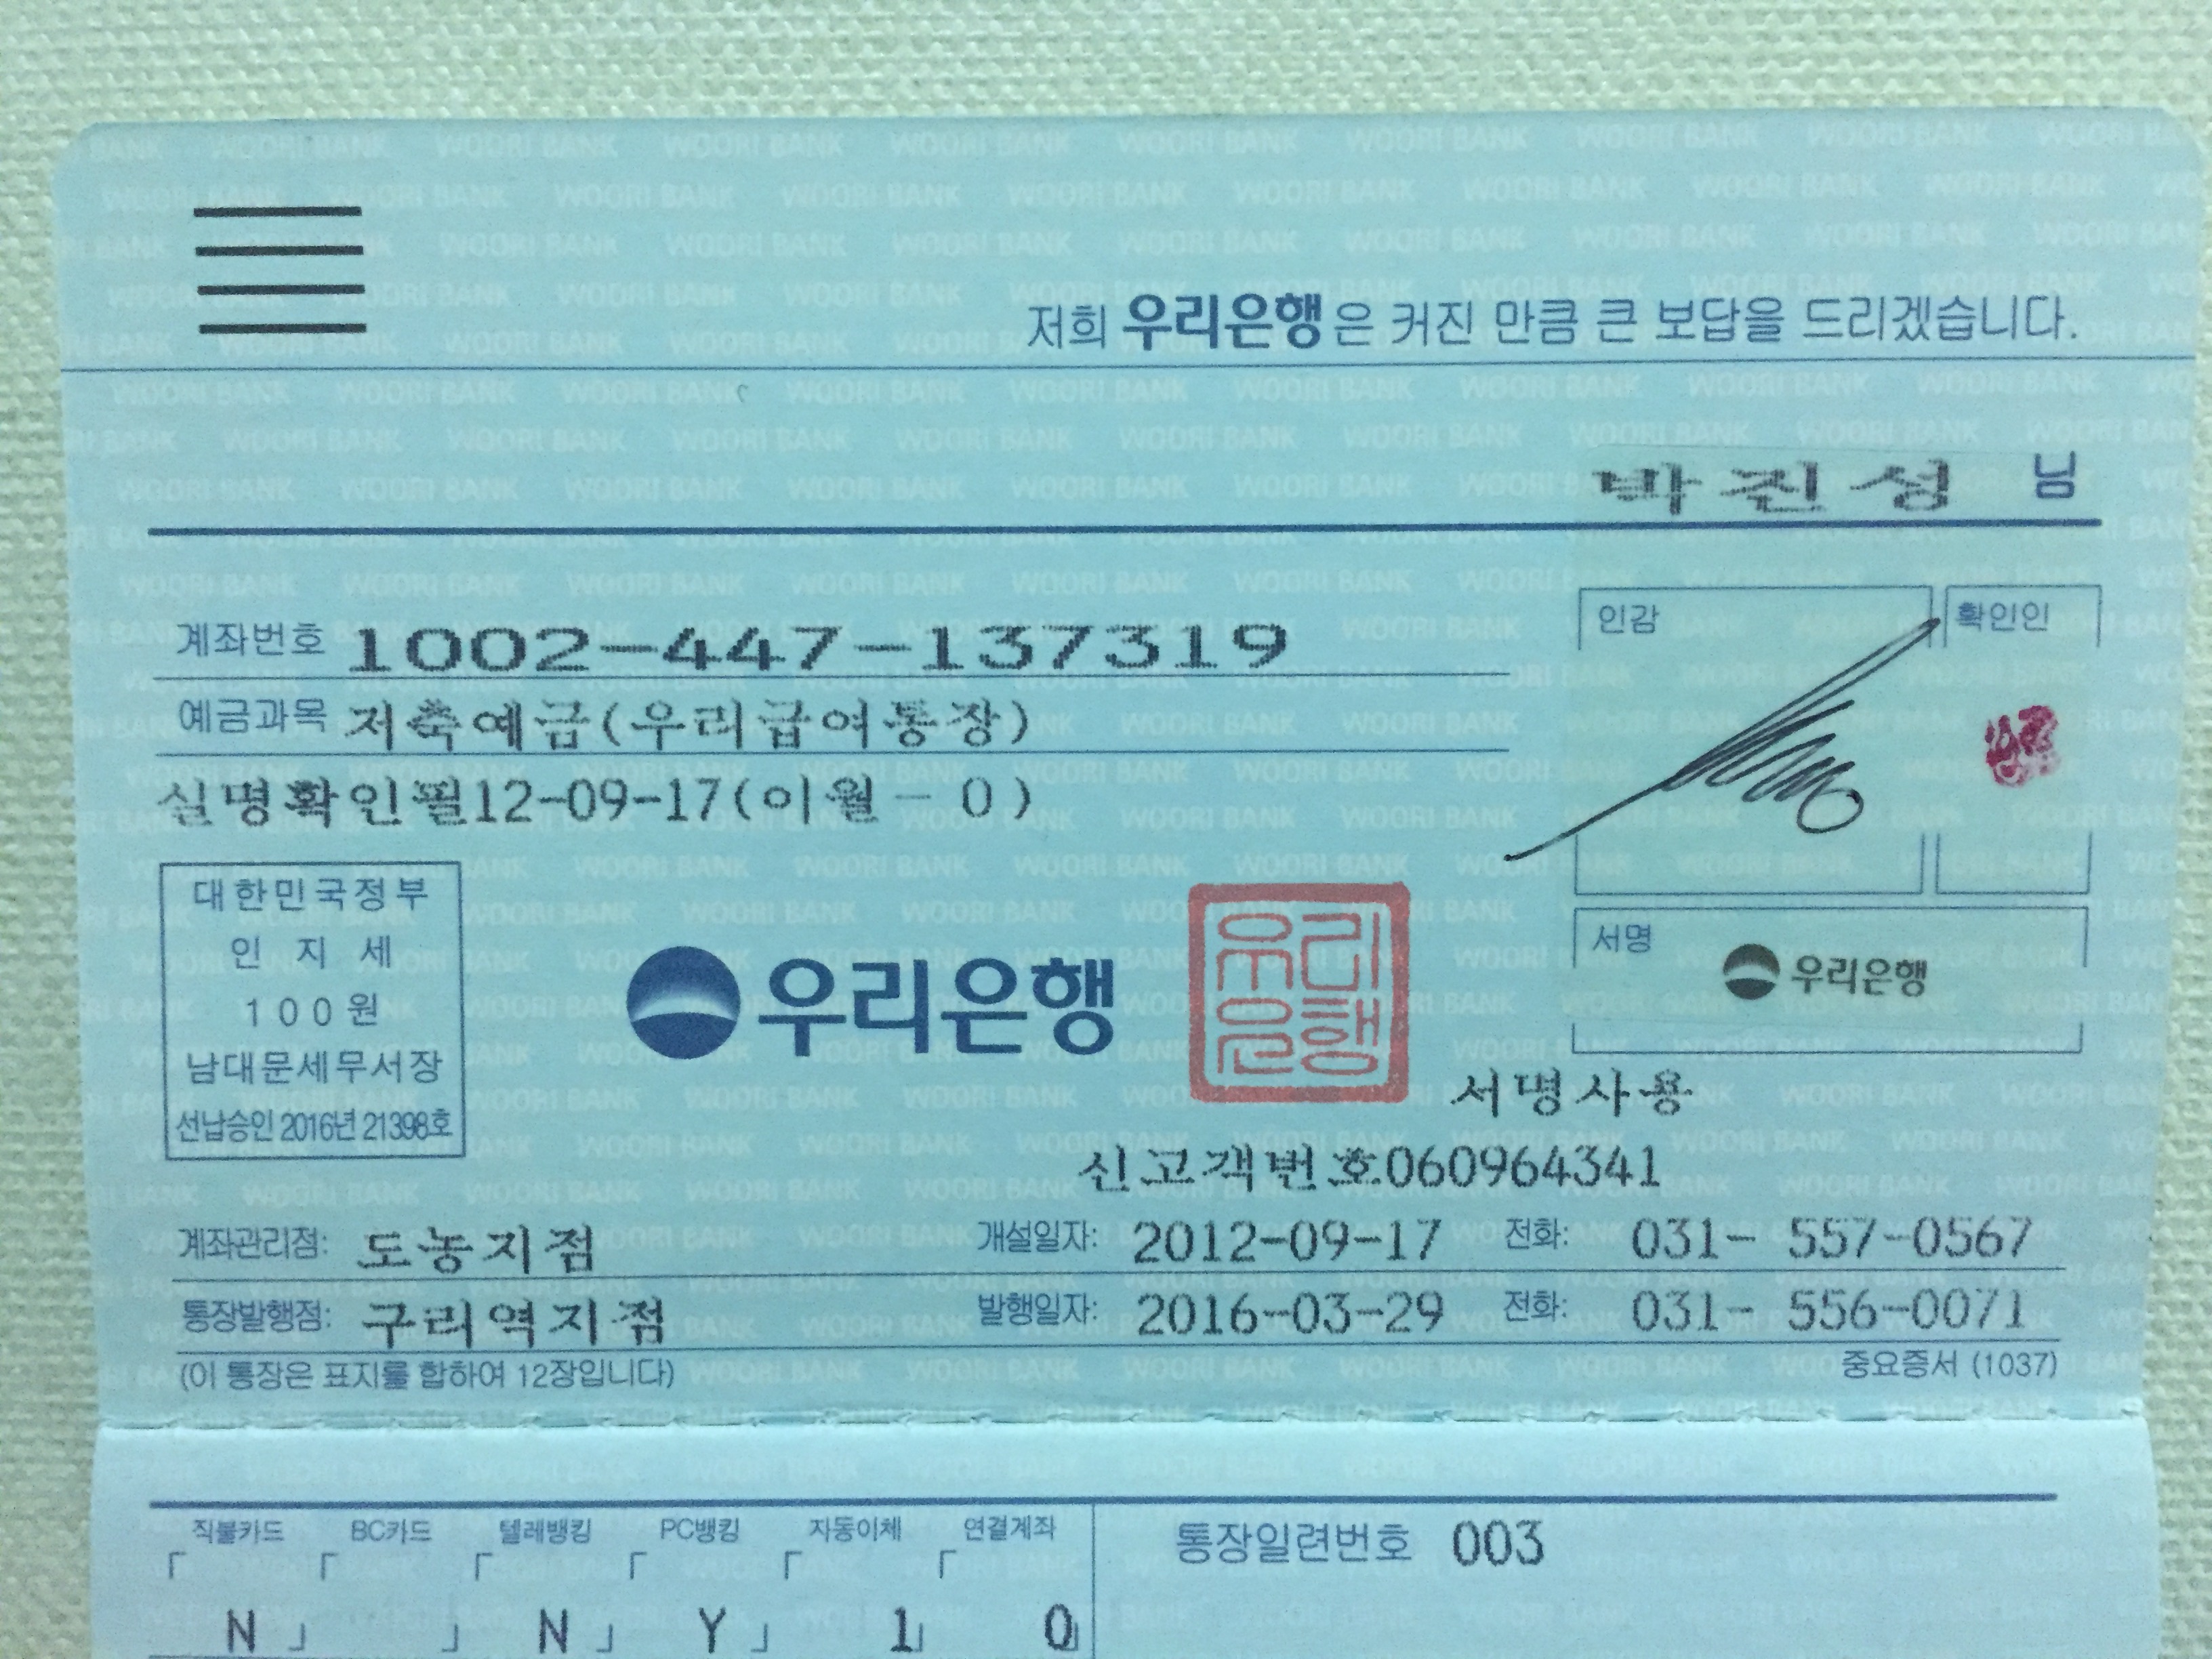 저희 우리은행은 커진 만큼 큰 보답을 드리겠습니다.
박진성 님
계좌번호 1002-447-137319
예금과목 저축예금(우리급여통장)
실명확인필12-09-17(이월- 0)
인감
확인인
대한민국정부
인 지 세
100원
남대문세무서장
선납승인 2016년 21398호
우리은행
우리은행
서명
우리은행
서명사용
신고객번호060964341
계좌관리점: 도농지점 개설일자: 2012-09-17 전화: 031- 557-0567
통장발행점: 구리역지점 발행일자: 2016-03-29 전화: 031- 556-0071
(이 통장은 표지를 합하여 12장입니다) 중요증서 (1037)
직불카드 BC카드 텔레뱅킹 PC뱅킹 자동이체 연결계좌
통장일련번호 003
N N Y 1 0